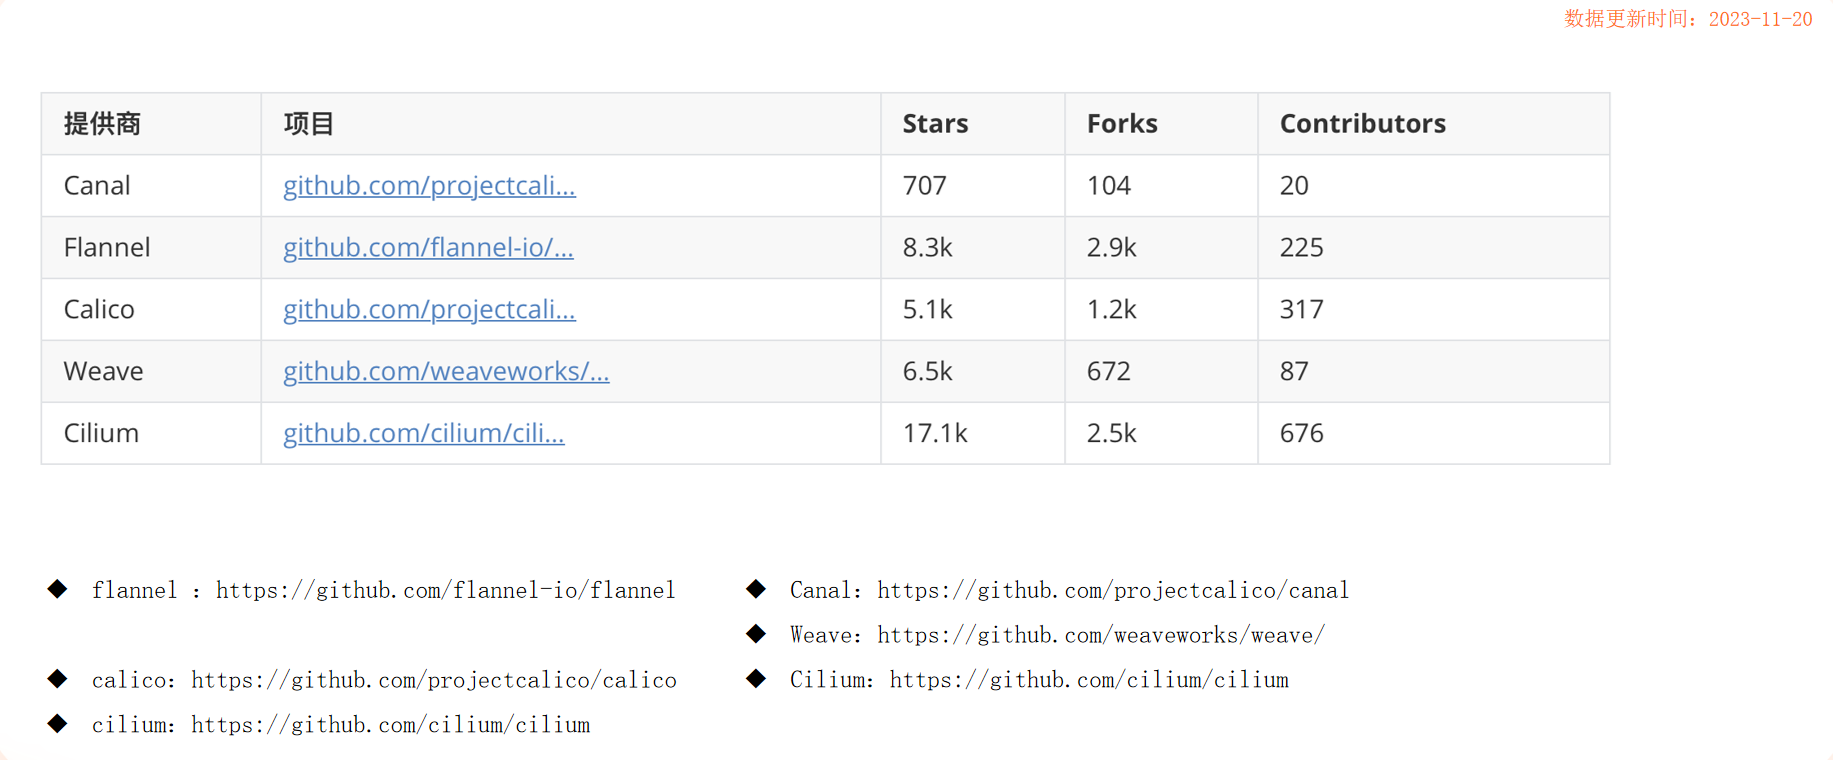 数据更新时间：2023-11-20
提供商 项目 Stars Forks Contributors
Canal github.com/projectcali... 707 104 20
Flannel github.com/flannel-io/... 8.3k 2.9k 225
Calico github.com/projectcali... 5.1k 1.2k 317
Weave github.com/weaveworks/... 6.5k 672 87
Cilium github.com/cilium/cili... 17.1k 2.5k 676
◆ flannel : https://github.com/flannel-io/flannel
◆ calico: https://github.com/projectcalico/calico
◆ cilium: https://github.com/cilium/cilium
◆ Canal: https://github.com/projectcalico/canal
◆ Weave: https://github.com/weaveworks/weave/
◆ Cilium: https://github.com/cilium/cilium